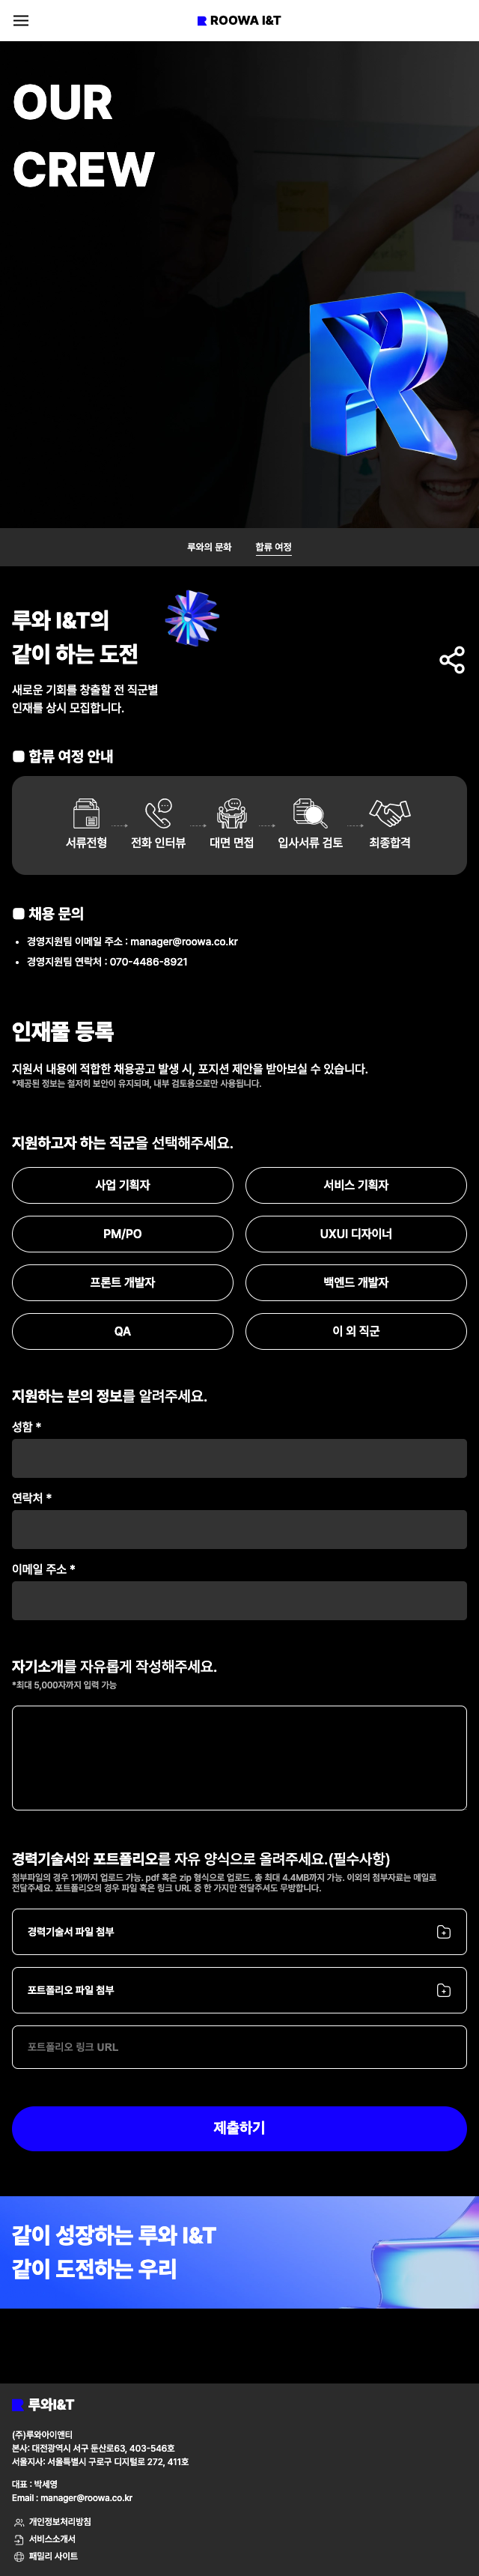 ROOWA I&T
OUR
CREW
루와의 문화
합류 여정
루와 I&T의
같이 하는 도전
새로운 기회를 창출할 전 직군별
인재를 상시 모집합니다.
합류 여정 안내
서류전형
전화 인터뷰
대면 면접
입사서류 검토
최종합격
채용 문의
• 경영지원팀 이메일 주소 : manager@roowa.co.kr
• 경영지원팀 연락처 : 070-4486-8921
인재풀 등록
지원서 내용에 적합한 채용공고 발생 시, 포지션 제안을 받아보실 수 있습니다.
*제공된 정보는 철저히 보안이 유지되며, 내부 검토용으로만 사용됩니다.
지원하고자 하는 직군을 선택해주세요.
사업 기획자
서비스 기획자
PM/PO
UXUI 디자이너
프론트 개발자
백엔드 개발자
QA
이 외 직군
지원하는 분의 정보를 알려주세요.
성함 *
연락처 *
이메일 주소 *
자기소개를 자유롭게 작성해주세요.
*최대 5,000자까지 입력 가능
경력기술서와 포트폴리오를 자유 양식으로 올려주세요.(필수사항)
첨부파일의 경우 1개까지 업로드 가능. pdf 혹은 zip 형식으로 업로드. 총 최대 4.4MB까지 가능. 이외의 첨부자료는 메일로
전달주세요. 포트폴리오의 경우 파일 혹은 링크 URL 중 한 가지만 전달주셔도 무방합니다.
경력기술서 파일 첨부
포트폴리오 파일 첨부
포트폴리오 링크 URL
제출하기
같이 성장하는 루와 I&T
같이 도전하는 우리
루와I&T
(주)루와아이앤티
본사: 대전광역시 서구 둔산로63, 403-546호
서울지사: 서울특별시 구로구 디지털로 272, 411호
대표 : 박세영
Email : manager@roowa.co.kr
개인정보처리방침
서비스소개서
패밀리 사이트